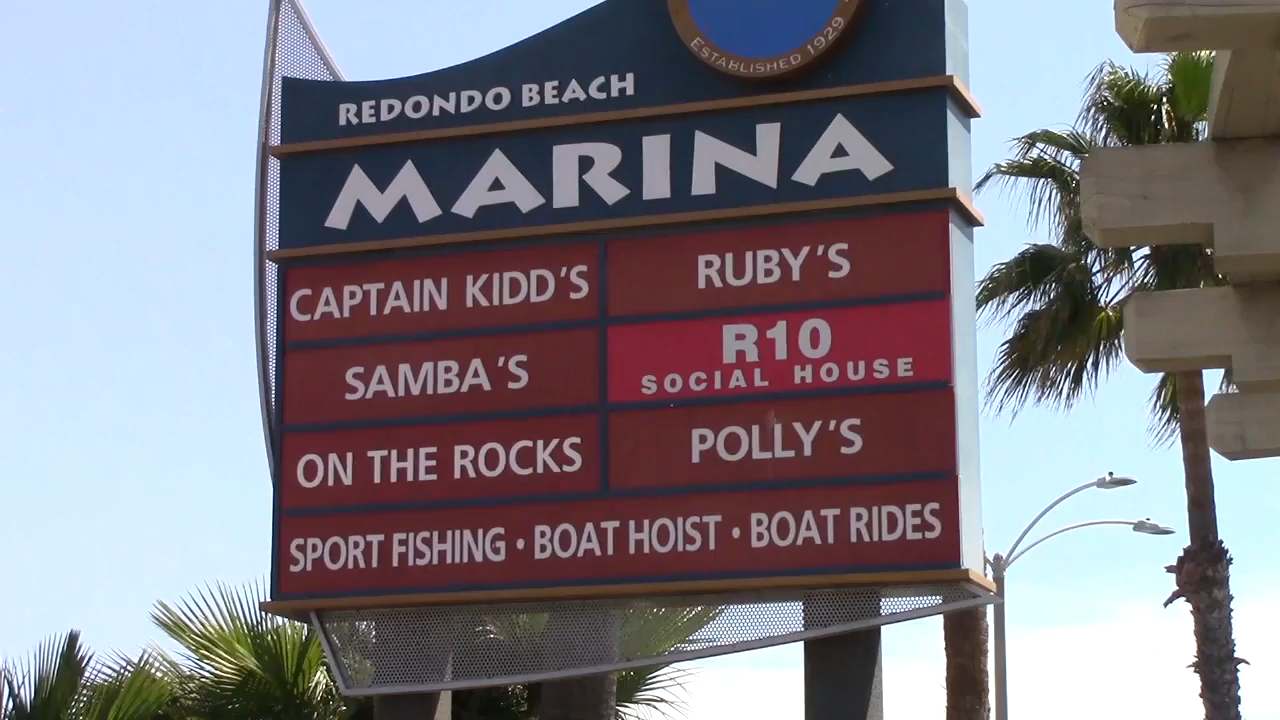 ESTABLISHED 1929
REDONDO BEACH
MARINA
CAPTAIN KIDD'S
RUBY'S
SAMBA'S
R10
SOCIAL HOUSE
ON THE ROCKS
POLLY'S
SPORT FISHING · BOAT HOIST · BOAT RIDES